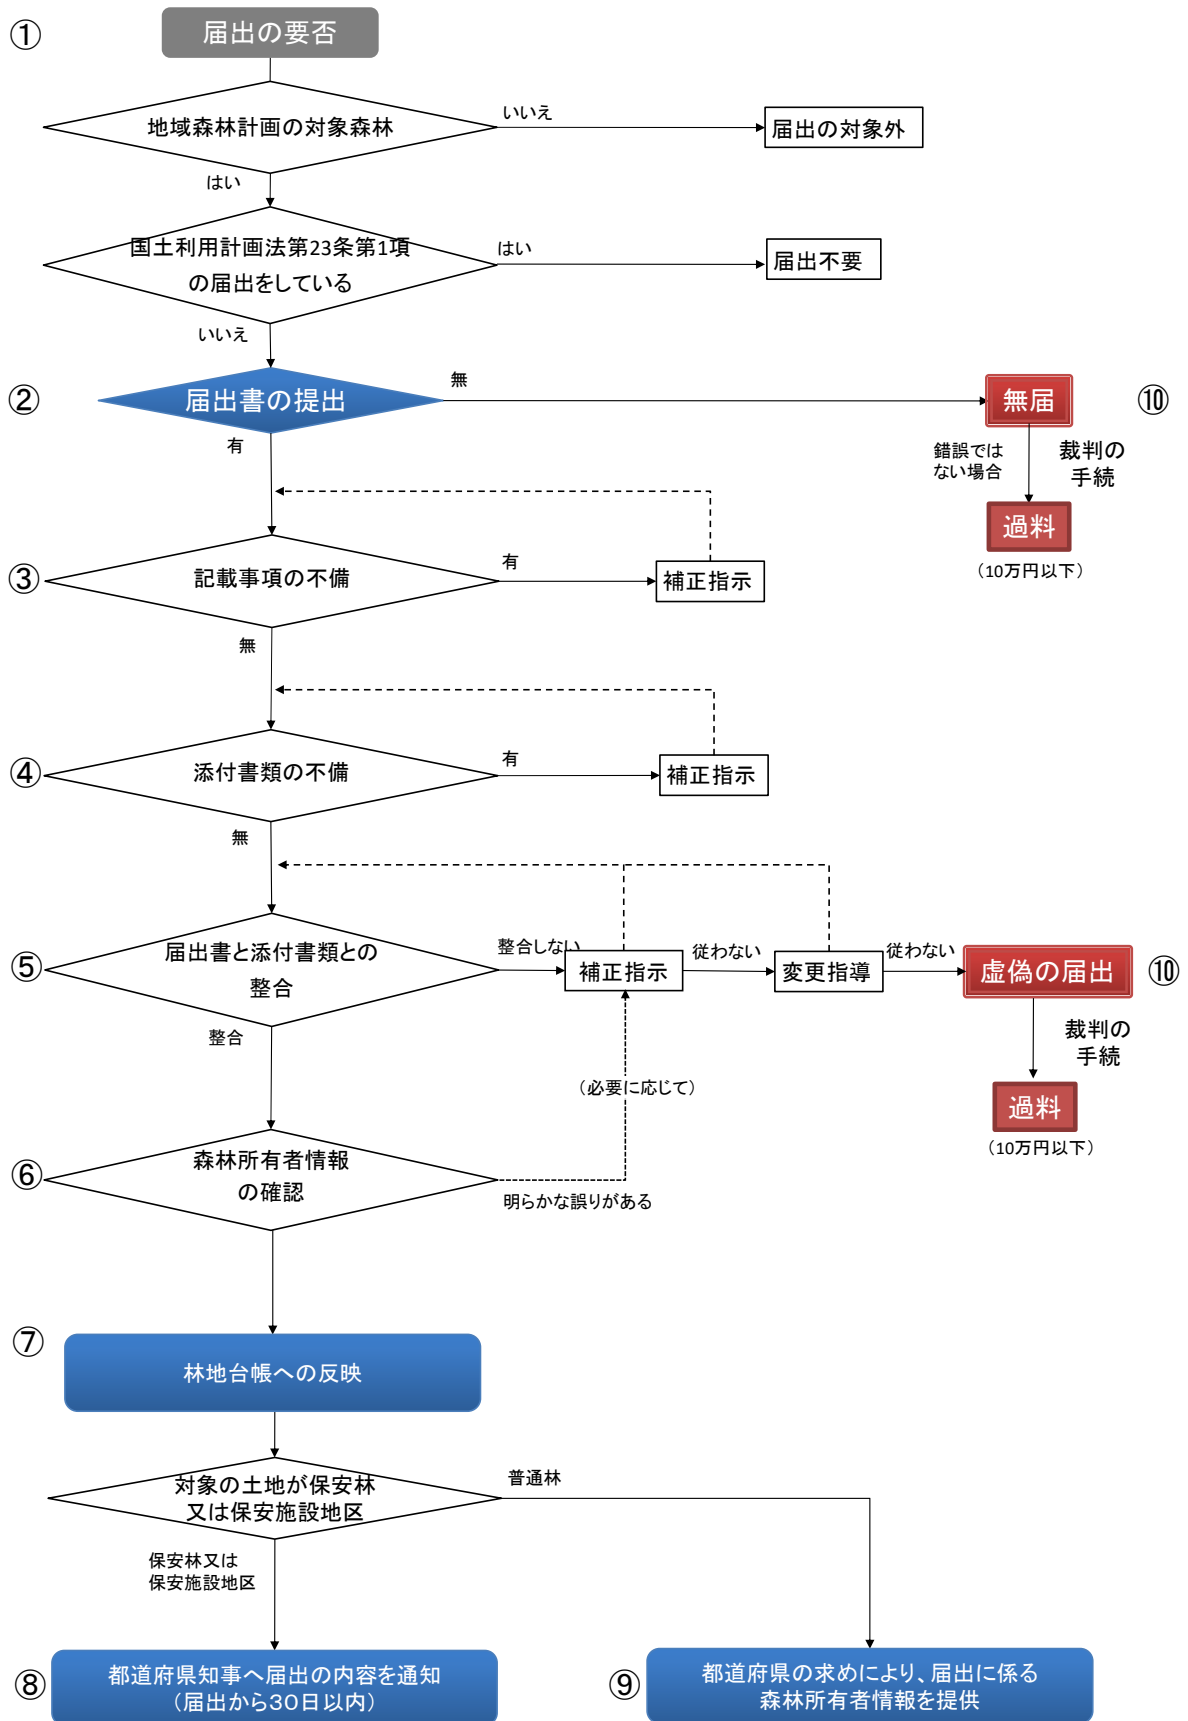 ①
届出の要否
地域森林計画の対象森林
いいえ
届出の対象外
はい
国土利用計画法第23条第1項
の届出をしている
はい
届出不要
いいえ
②
届出書の提出
無
無届
⑩
有
錯誤では
ない場合
裁判の
手続
過料
（10万円以下）
③
記載事項の不備
有
補正指示
無
④
添付書類の不備
有
補正指示
無
⑤
届出書と添付書類との
整合
整合しない
補正指示
従わない
変更指導
従わない
虚偽の届出
⑩
整合
裁判の
手続
（必要に応じて）
過料
（10万円以下）
⑥
森林所有者情報
の確認
明らかな誤りがある
⑦
林地台帳への反映
対象の土地が保安林
又は保安施設地区
普通林
保安林又は
保安施設地区
⑧
都道府県知事へ届出の内容を通知
（届出から30日以内）
⑨
都道府県の求めにより、届出に係る
森林所有者情報を提供